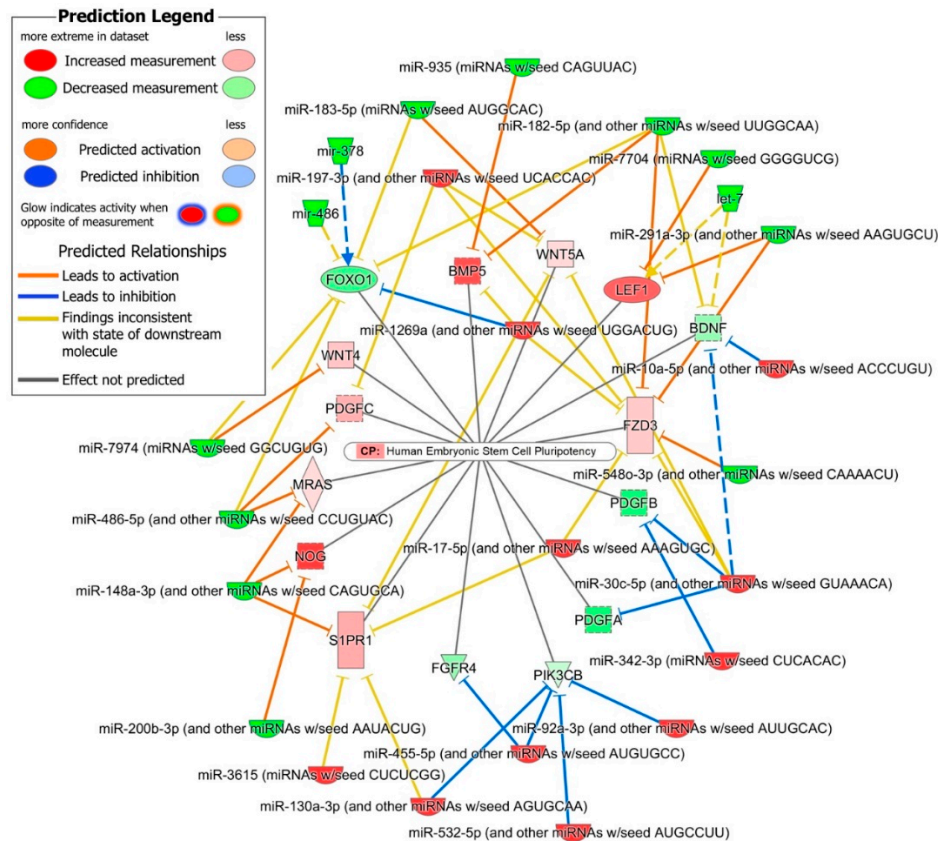 Prediction Legend
more extreme in dataset less
Increased measurement
Decreased measurement
more confidence less
Predicted activation
Predicted inhibition
Glow indicates activity when
opposite of measurement
Predicted Relationships
Leads to activation
Leads to inhibition
Findings inconsistent
with state of downstream
molecule
Effect not predicted
miR-935 (miRNAs w/seed CAGUUAC)
miR-183-5p (miRNAs w/seed AUGGCAC)
miR-182-5p (and other miRNAs w/seed UUGGCAA)
mir-378
miR-7704 (miRNAs w/seed GGGGUCG)
miR-197-3p (and other miRNAs w/seed UCACCAC)
let-7
mir-486
miR-291a-3p (and other miRNAs w/seed AAGUGCU)
WNT5A
BMP5
FOXO1
LEF1
miR-1269a (and other miRNAs w/seed UGGACUG)
BDNF
WNT4
miR-10a-5p (and other miRNAs w/seed ACCCUGU)
PDGFC
FZD3
miR-7974 (miRNAs w/seed GGCUGUG)
CP: Human Embryonic Stem Cell Pluripotency
miR-548o-3p (and other miRNAs w/seed CAAAACU)
MRAS
PDGFB
miR-486-5p (and other miRNAs w/seed CCUGUAC)
miR-17-5p (and other miRNAs w/seed AAAGUGC)
NOG
miR-30c-5p (and other miRNAs w/seed GUAAACA)
miR-148a-3p (and other miRNAs w/seed CAGUGCA)
PDGFA
S1PR1
miR-342-3p (miRNAs w/seed CUCACAC)
FGFR4
PIK3CB
miR-200b-3p (and other miRNAs w/seed AAUACUG)
miR-92a-3p (and other miRNAs w/seed AUUGCAC)
miR-455-5p (and other miRNAs w/seed AUGUGCC)
miR-3615 (miRNAs w/seed CUCUCGG)
miR-130a-3p (and other miRNAs w/seed AGUGCAA)
miR-532-5p (and other miRNAs w/seed AUGCCUU)